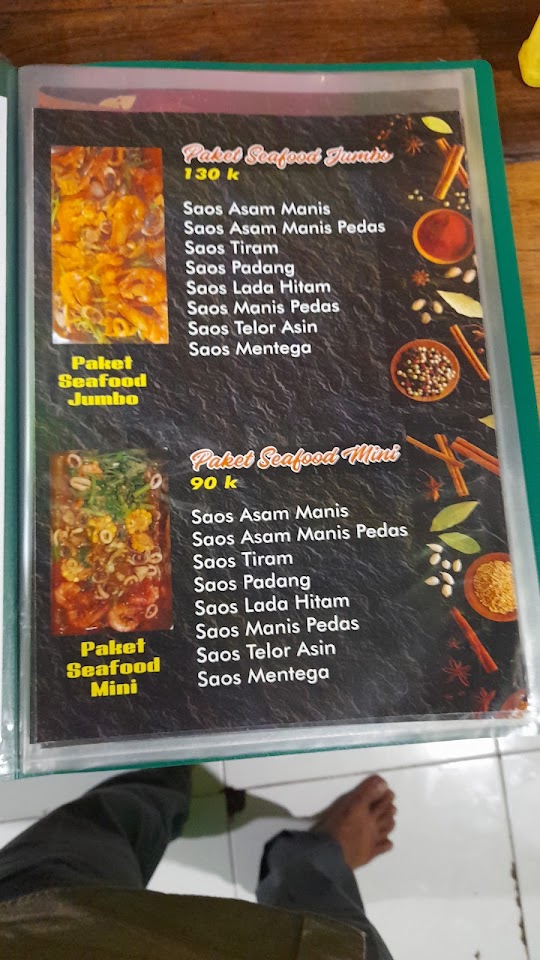 Paket Seafood Jumbo
130 k
Saos Asam Manis
Saos Asam Manis Pedas
Saos Tiram
Saos Padang
Saos Lada Hitam
Saos Manis Pedas
Saos Telor Asin
Saos Mentega
Paket
Seafood
Jumbo
Paket Seafood Mini
90 k
Saos Asam Manis
Saos Asam Manis Pedas
Saos Tiram
Saos Padang
Saos Lada Hitam
Saos Manis Pedas
Saos Telor Asin
Saos Mentega
Paket
Seafood
Mini